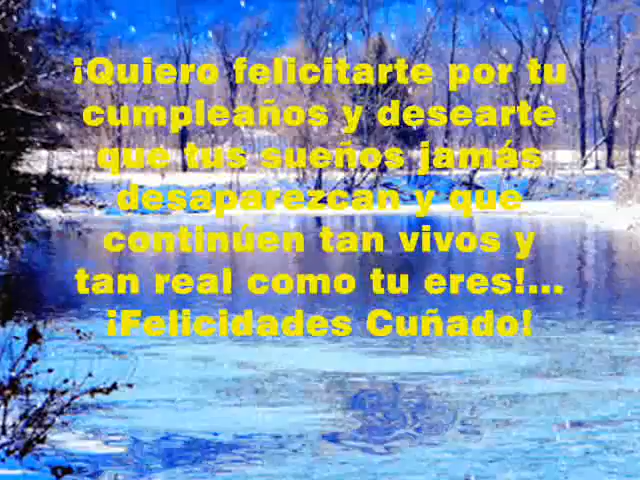 ¡Quiero felicitarte por tu
cumpleaños y desearte
que tus sueños jamás
desaparezcan y que
continúen tan vivos y
tan real como tu eres!...
¡Felicidades Cuñado!